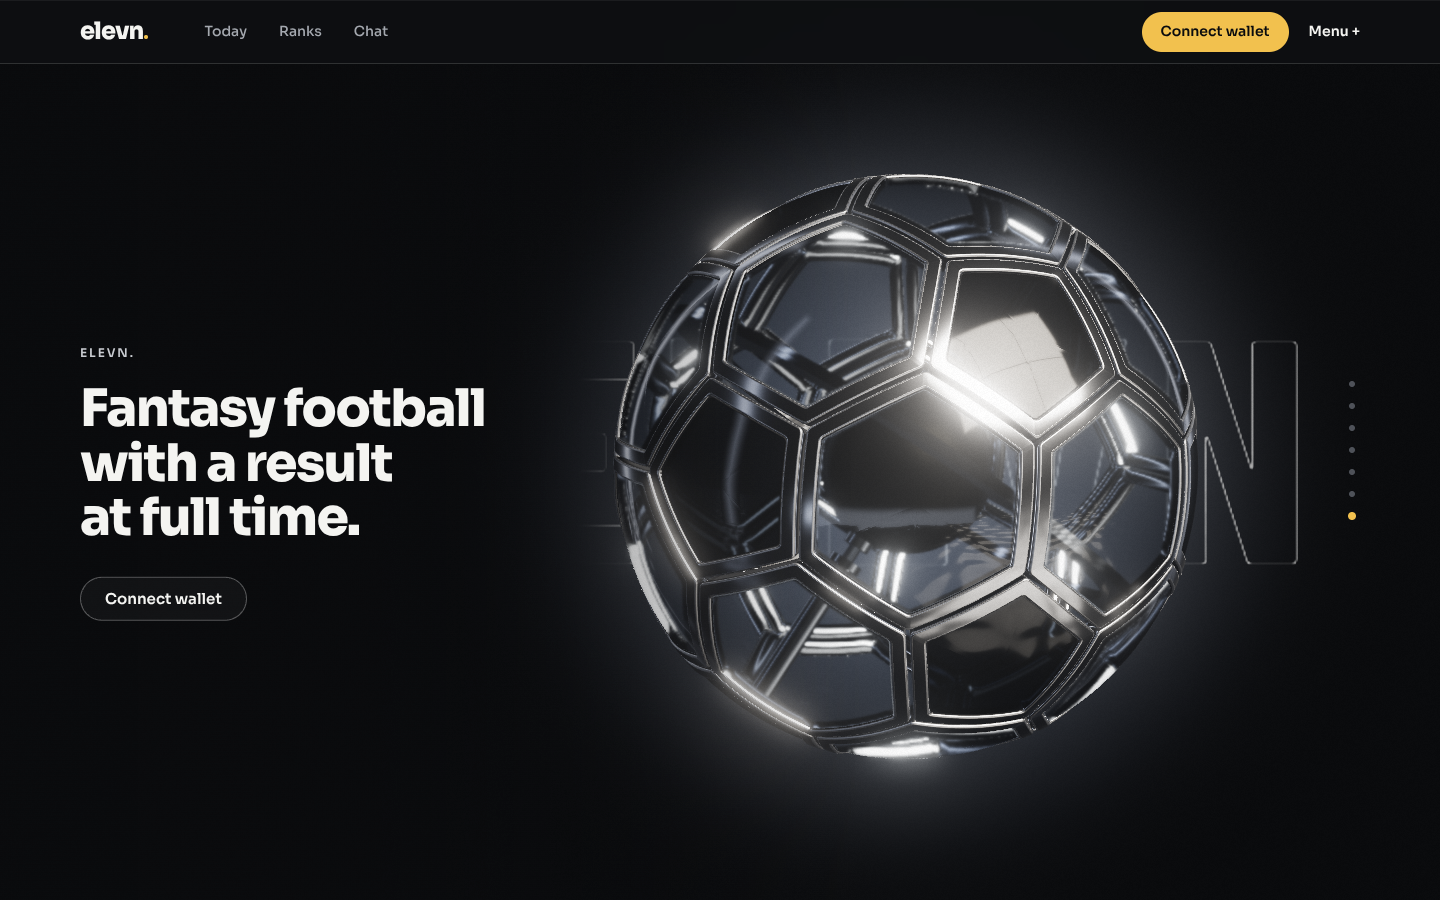 elevn.
Today
Ranks
Chat
Connect wallet
Menu +
ELEVN.
Fantasy football
with a result
at full time.
Connect wallet
N